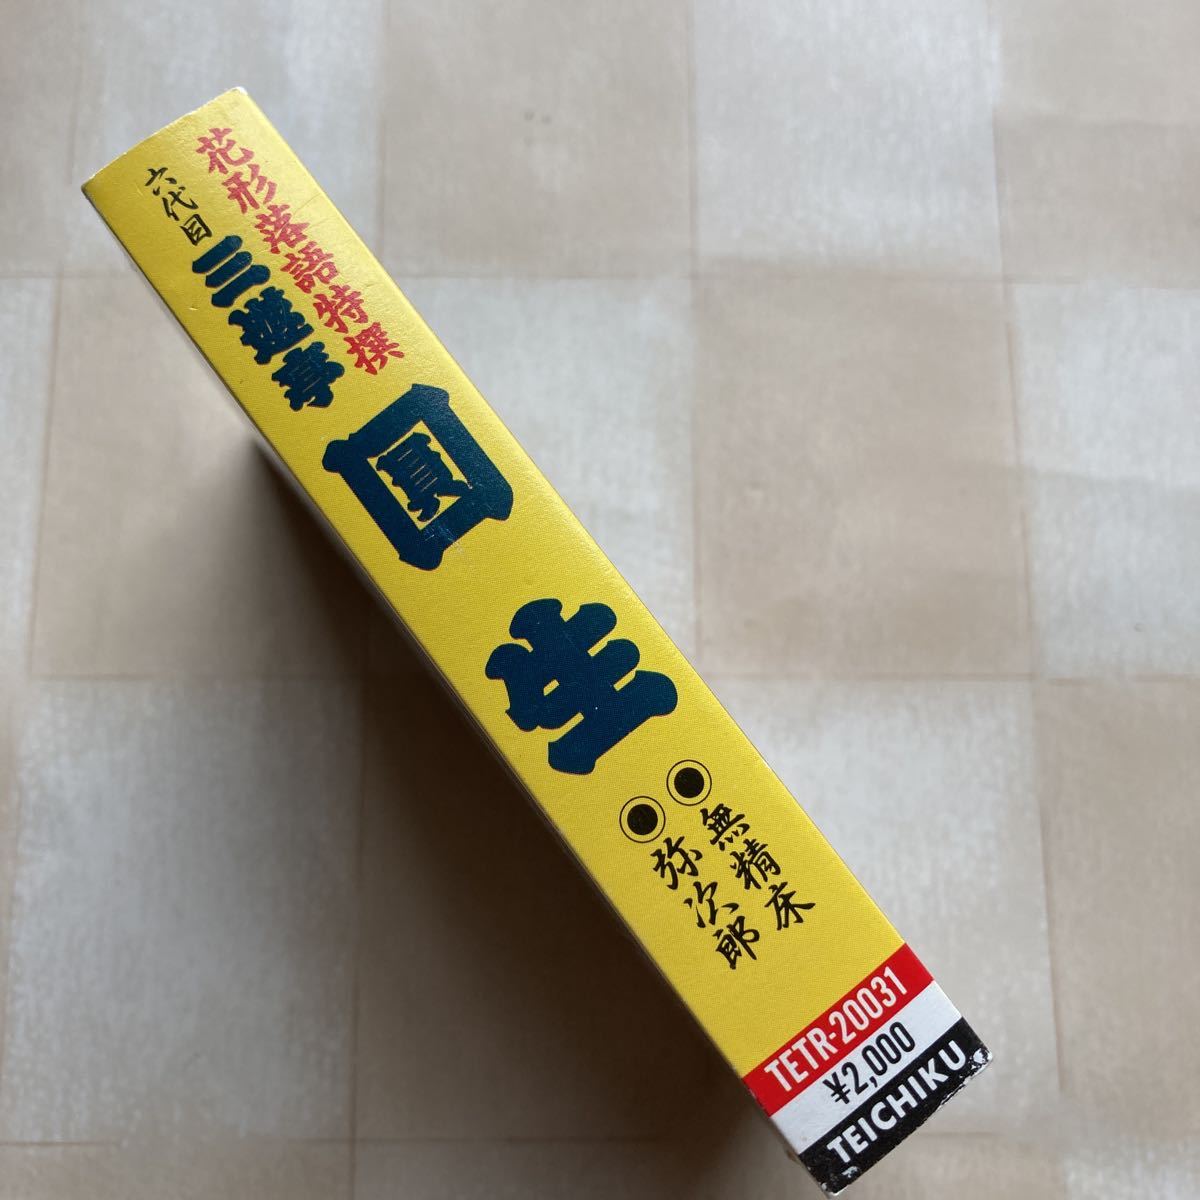 花形落語特撰
六代目 三遊亭
圓生
無精床
弥次郎
TETR-20031
¥2,000
TEICHIKU